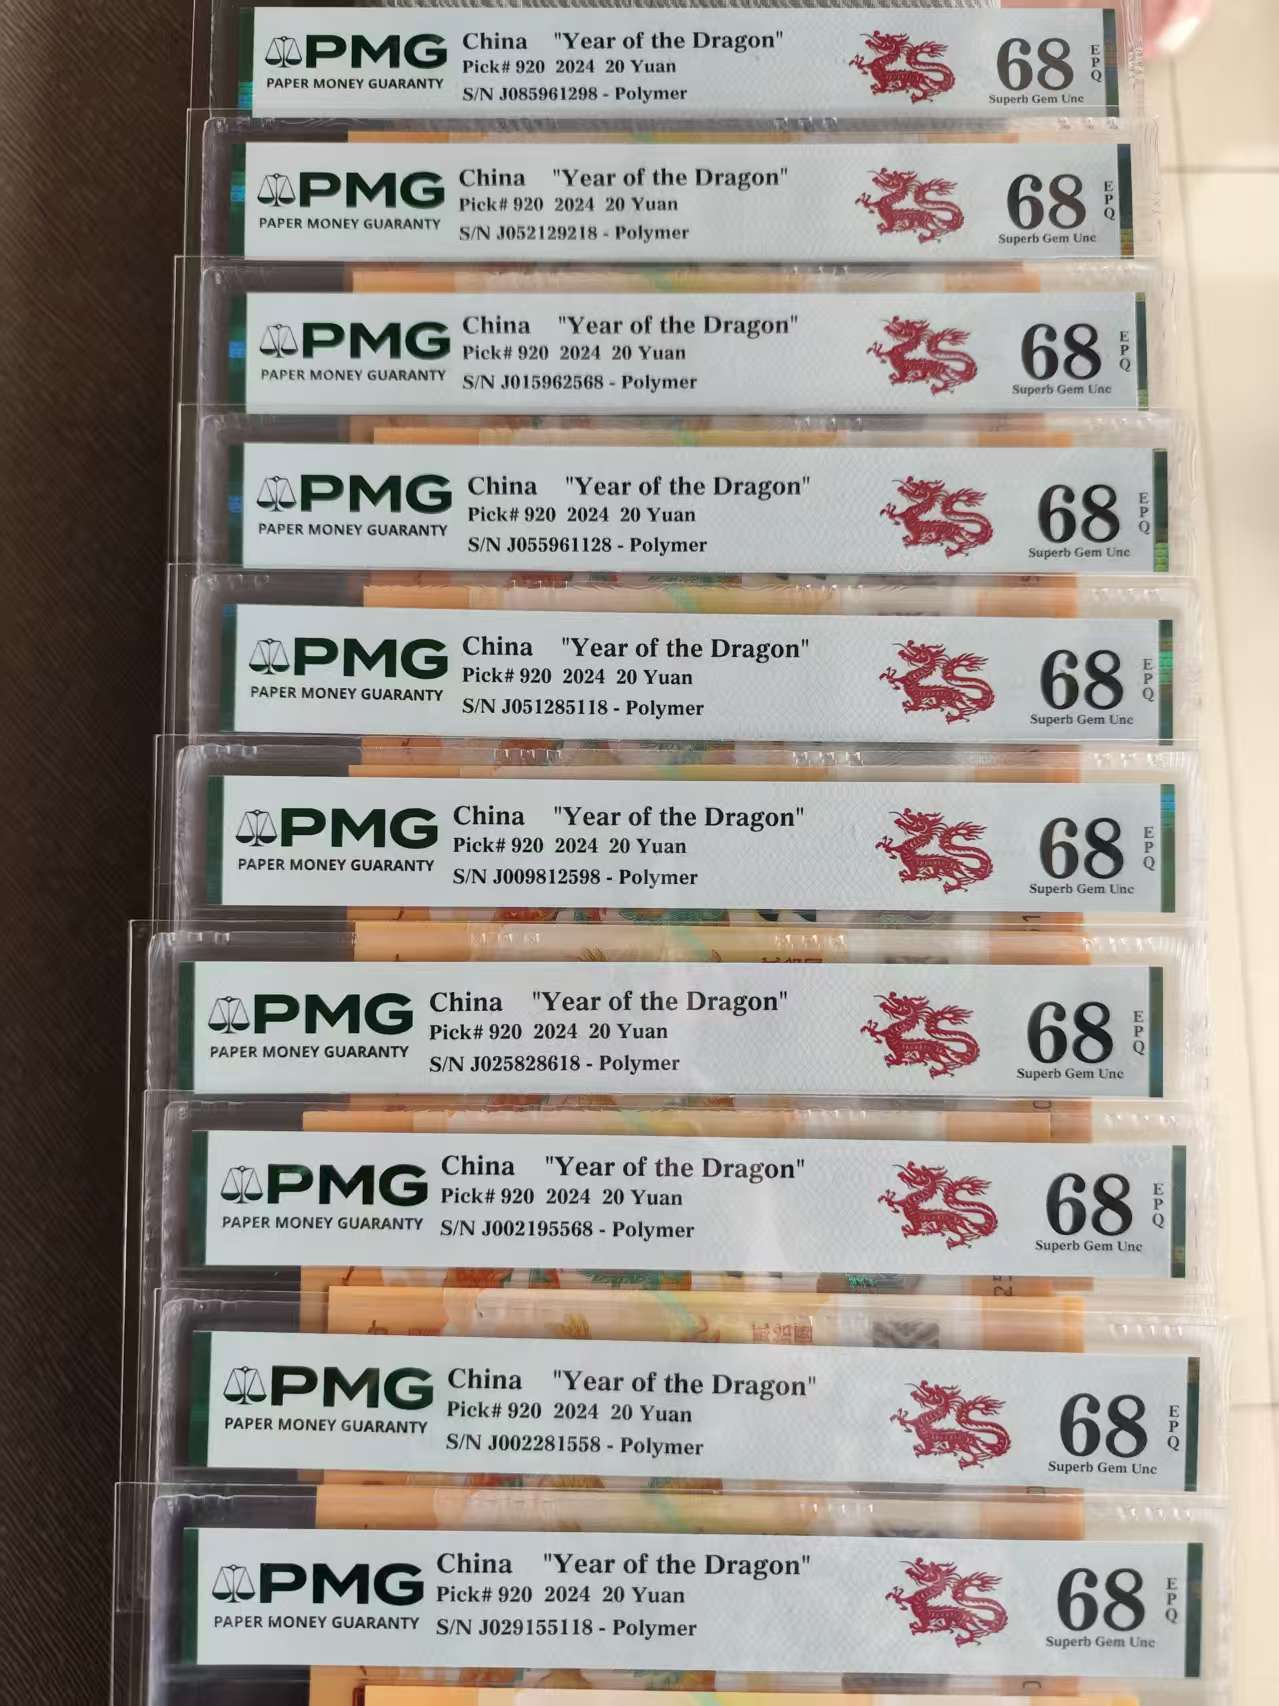 PMG
PAPER MONEY GUARANTY
China "Year of the Dragon"
Pick# 920 2024 20 Yuan
S/N J085961298 - Polymer
68
EPQ
Superb Gem Unc
PMG
PAPER MONEY GUARANTY
China "Year of the Dragon"
Pick# 920 2024 20 Yuan
S/N J052129218 - Polymer
68
EPQ
Superb Gem Unc
PMG
PAPER MONEY GUARANTY
China "Year of the Dragon"
Pick# 920 2024 20 Yuan
S/N J015962568 - Polymer
68
EPQ
Superb Gem Unc
PMG
PAPER MONEY GUARANTY
China "Year of the Dragon"
Pick# 920 2024 20 Yuan
S/N J055961128 - Polymer
68
EPQ
Superb Gem Unc
PMG
PAPER MONEY GUARANTY
China "Year of the Dragon"
Pick# 920 2024 20 Yuan
S/N J051285118 - Polymer
68
EPQ
Superb Gem Unc
PMG
PAPER MONEY GUARANTY
China "Year of the Dragon"
Pick# 920 2024 20 Yuan
S/N J009812598 - Polymer
68
EPQ
Superb Gem Unc
PMG
PAPER MONEY GUARANTY
China "Year of the Dragon"
Pick# 920 2024 20 Yuan
S/N J025828618 - Polymer
68
EPQ
Superb Gem Unc
PMG
PAPER MONEY GUARANTY
China "Year of the Dragon"
Pick# 920 2024 20 Yuan
S/N J002195568 - Polymer
68
EPQ
Superb Gem Unc
PMG
PAPER MONEY GUARANTY
China "Year of the Dragon"
Pick# 920 2024 20 Yuan
S/N J002281558 - Polymer
68
EPQ
Superb Gem Unc
PMG
PAPER MONEY GUARANTY
China "Year of the Dragon"
Pick# 920 2024 20 Yuan
S/N J029155118 - Polymer
68
EPQ
Superb Gem Unc